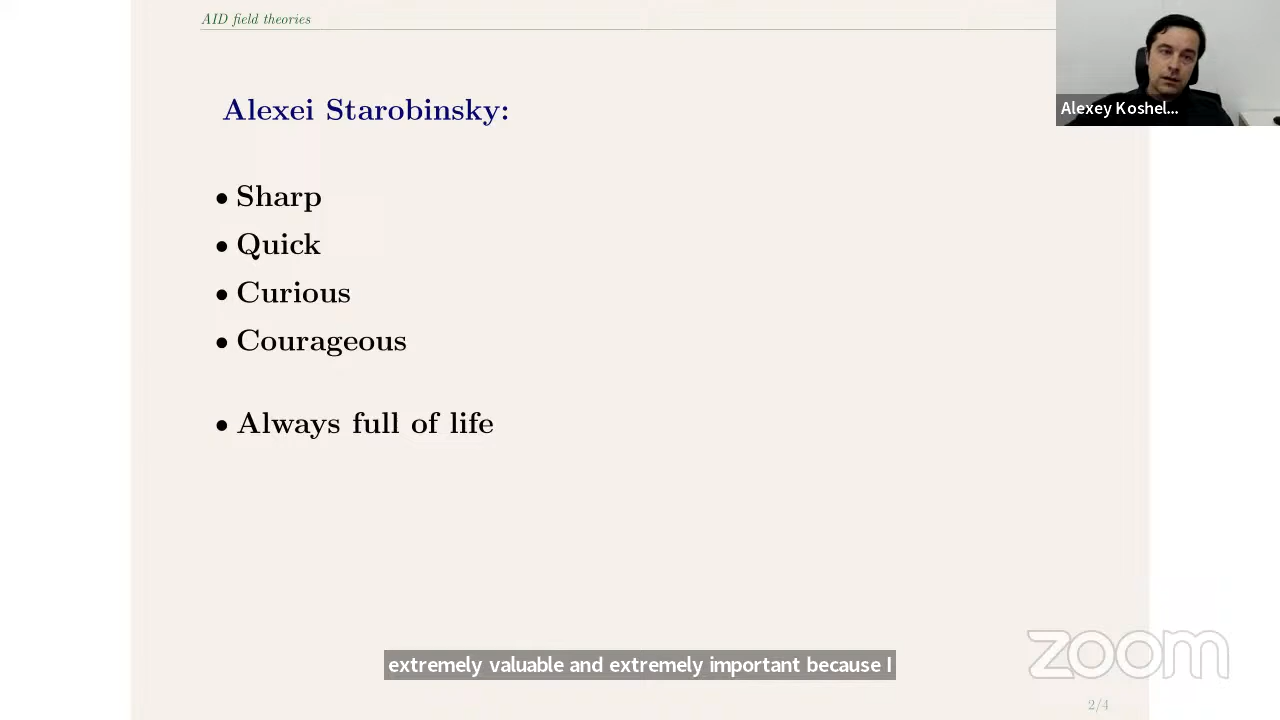 AID field theories
Alexey Koshel...
Alexei Starobinsky:
• Sharp
• Quick
• Curious
• Courageous
• Always full of life
extremely valuable and extremely important because I
zoom
2/4